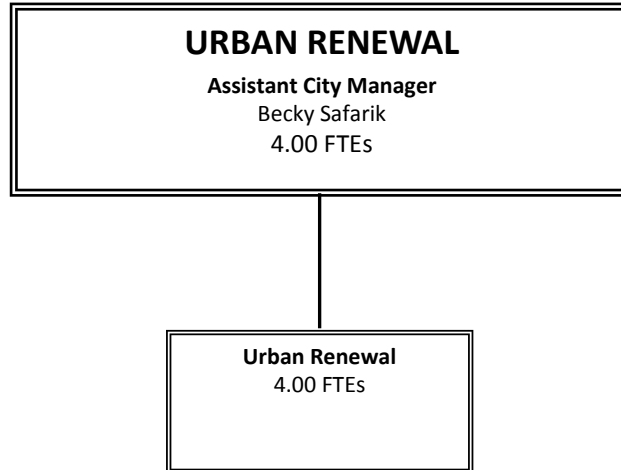 URBAN RENEWAL
Assistant City Manager
Becky Safarik
4.00 FTEs
Urban Renewal
4.00 FTEs